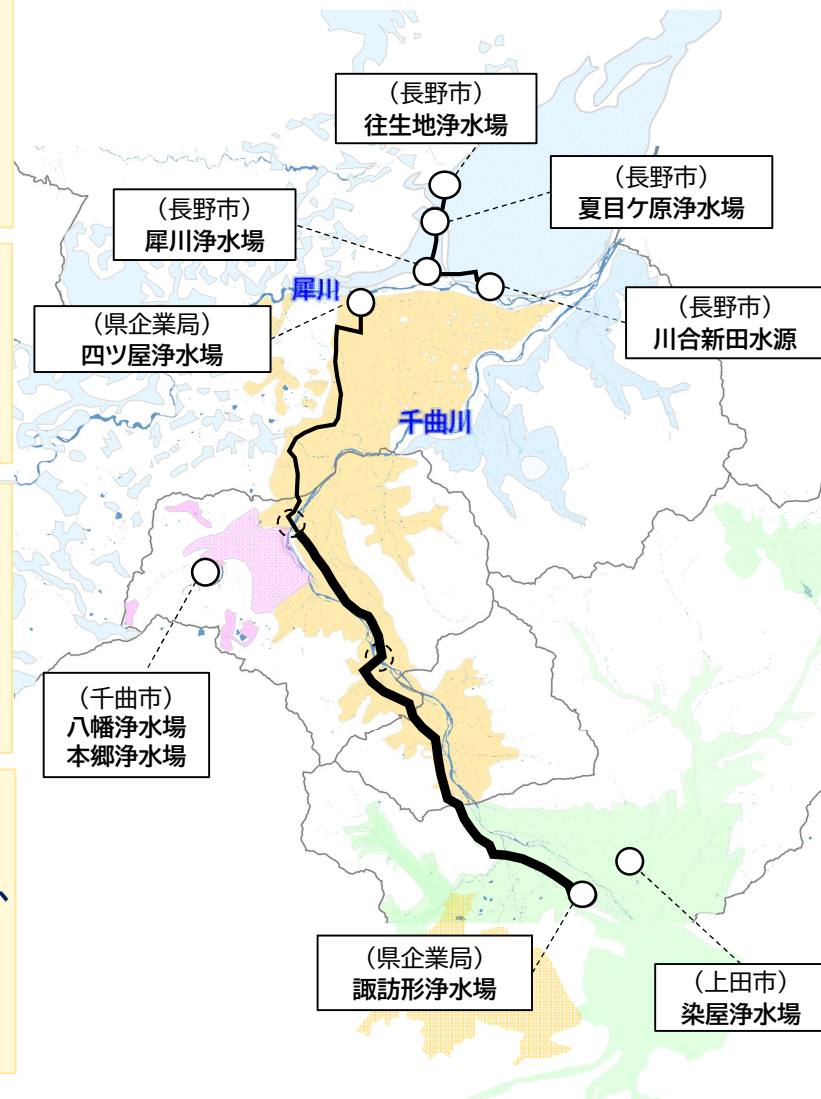 （長野市）
往生地浄水場
（長野市）
夏目ケ原浄水場
（長野市）
犀川浄水場
犀川
（長野市）
川合新田水源
（県企業局）
四ツ屋浄水場
千曲川
（千曲市）
八幡浄水場
本郷浄水場
、
（県企業局）
諏訪形浄水場
（上田市）
染屋浄水場